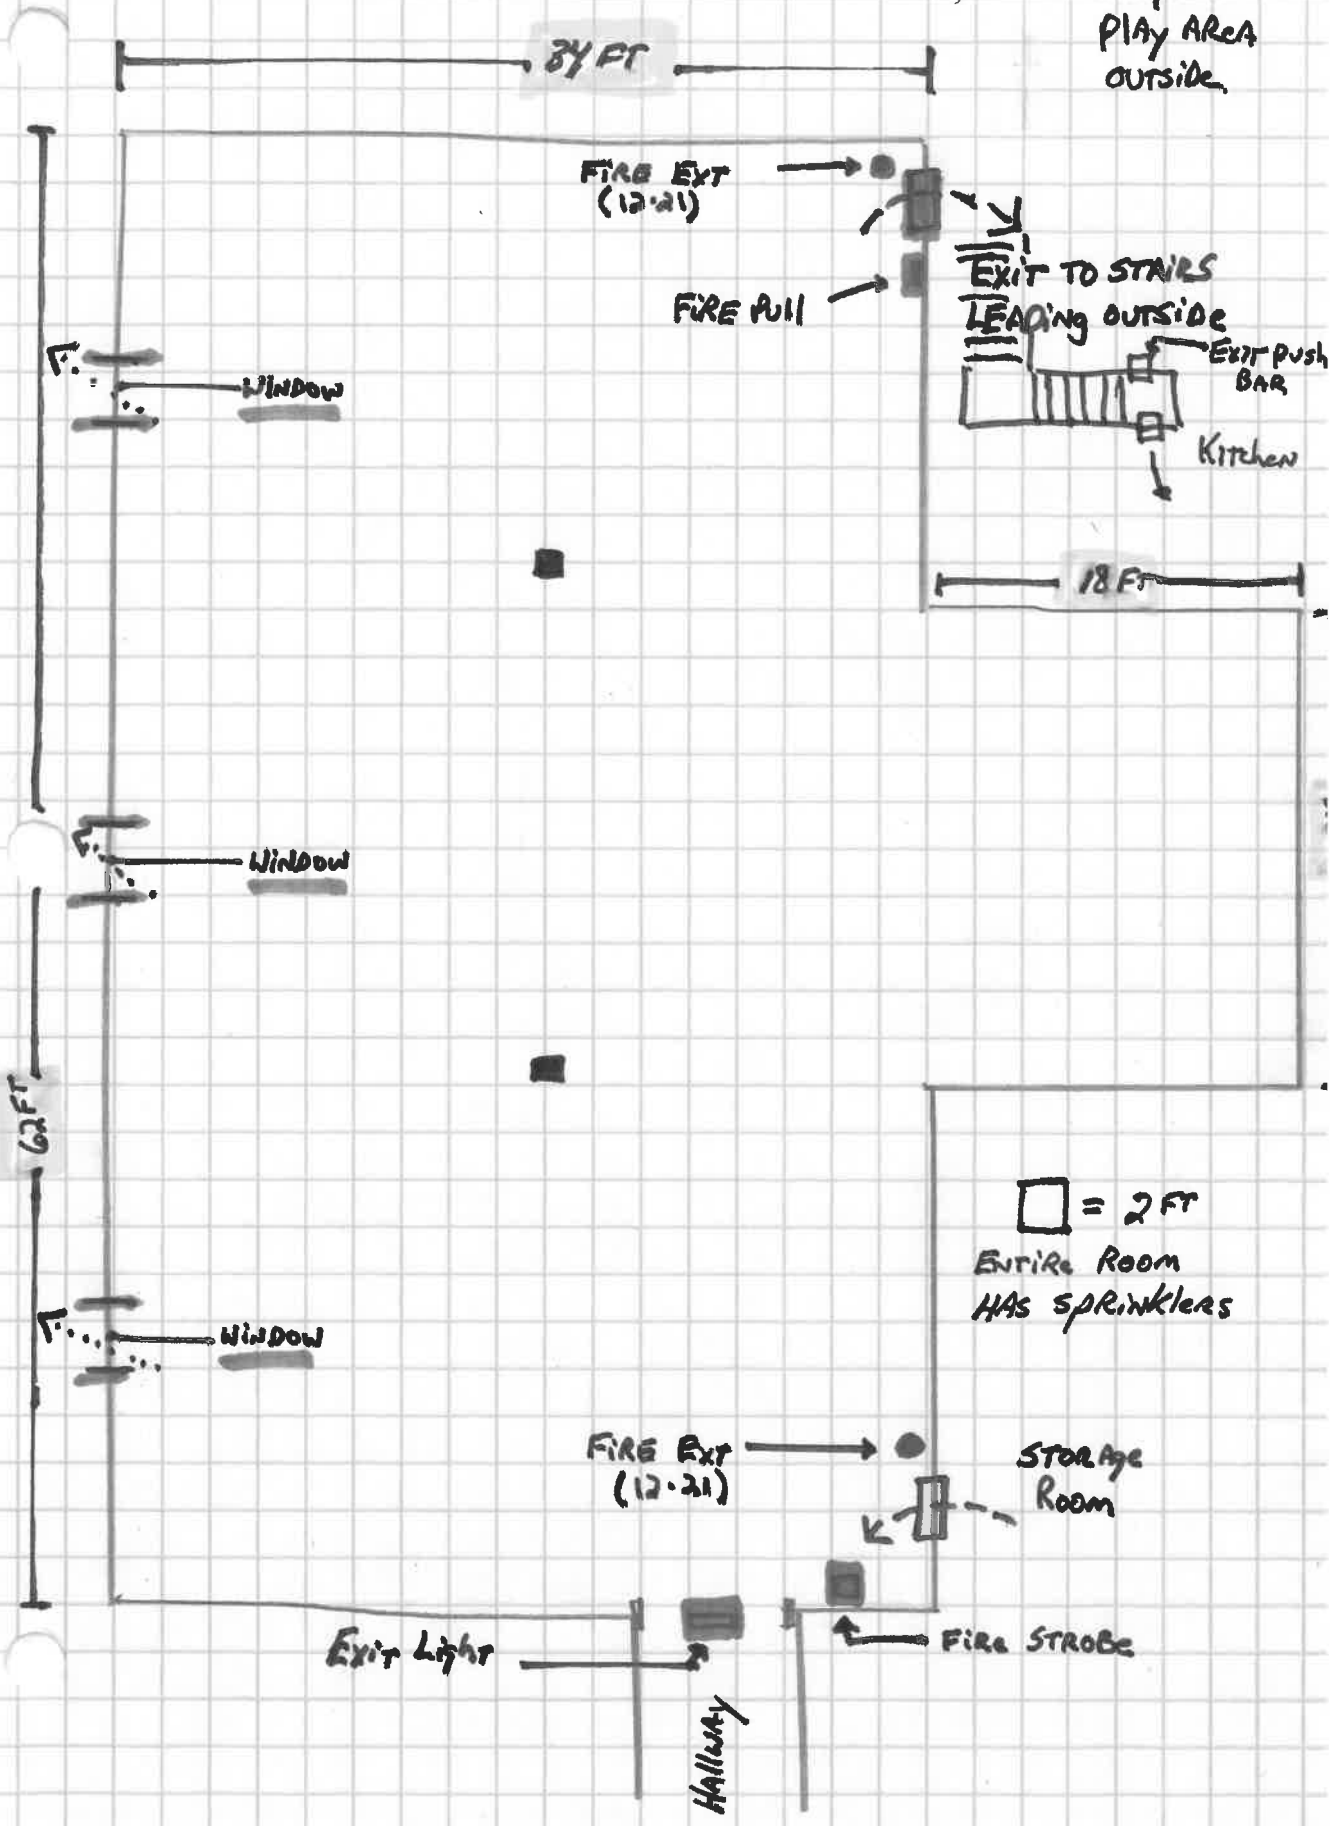 PlAy AReA
OUTSiDe
34 FT
FiRE EXT
(12.21)
EXiT TO STAiRS
LEADiNg OUTSiDe
FiRE Pull
EXiT PUSh
BAR
WiNDOW
KiTcheN
18 FT
WiNDOW
62 FT
= 2 FT
ENTiRe ROOM
HAS SPRiNKleRS
WiNDOW
FiRE EXT
(12.21)
STORAge
ROOM
ExiT LighT
FiRe STROBe
HAllWAy